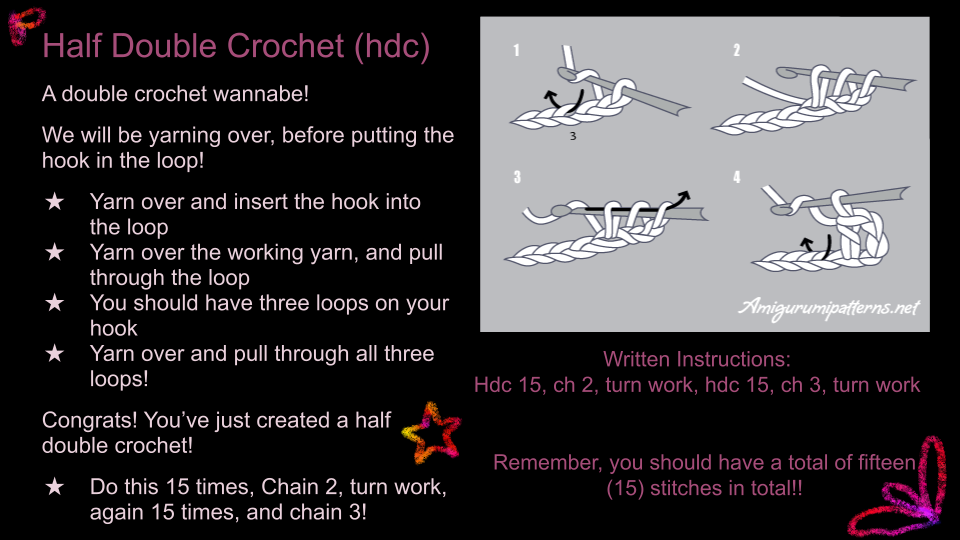 Half Double Crochet (hdc)
A double crochet wannabe!
We will be yarning over, before putting the
hook in the loop!
★ Yarn over and insert the hook into
the loop
★ Yarn over the working yarn, and pull
through the loop
★ You should have three loops on your
hook
★ Yarn over and pull through all three
loops!
Congrats! You’ve just created a half
double crochet!
★ Do this 15 times, Chain 2, turn work,
again 15 times, and chain 3!
1
2
3
3
4
Amigurumipatterns.net
Written Instructions:
Hdc 15, ch 2, turn work, hdc 15, ch 3, turn work
Remember, you should have a total of fifteen
(15) stitches in total!!